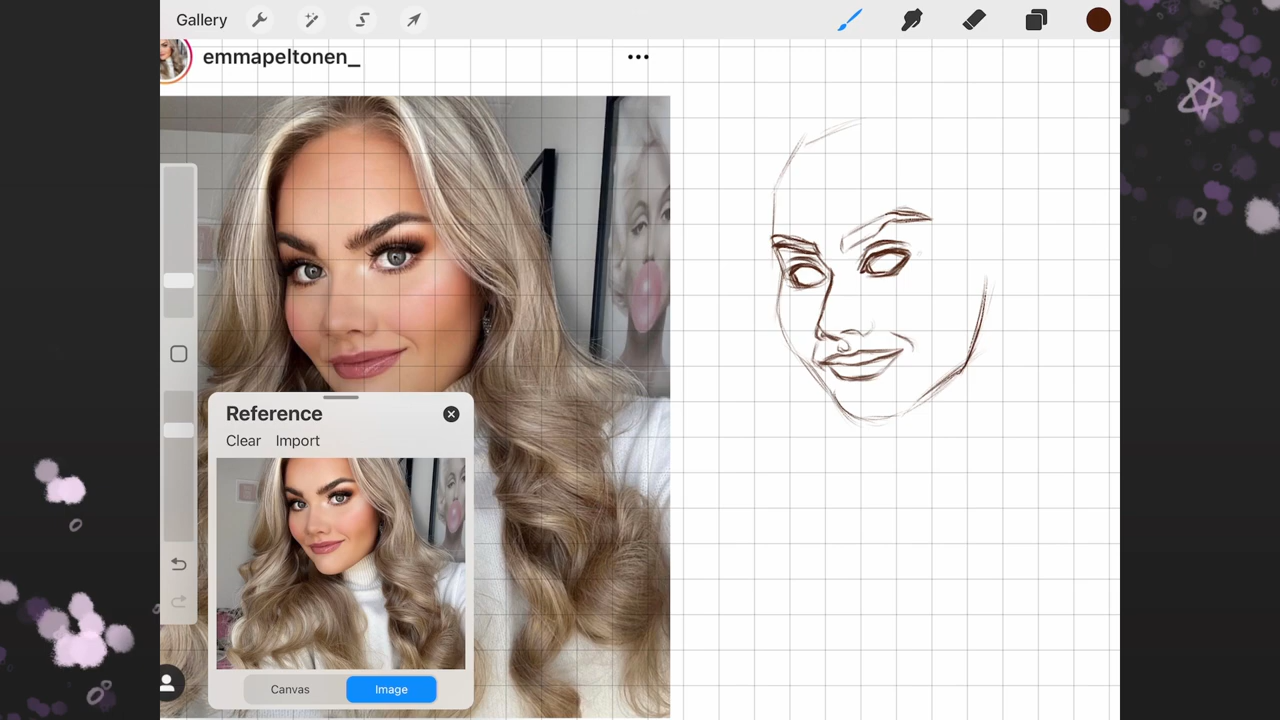 Gallery
emmapeltonen_
Reference
Clear Import
Canvas Image